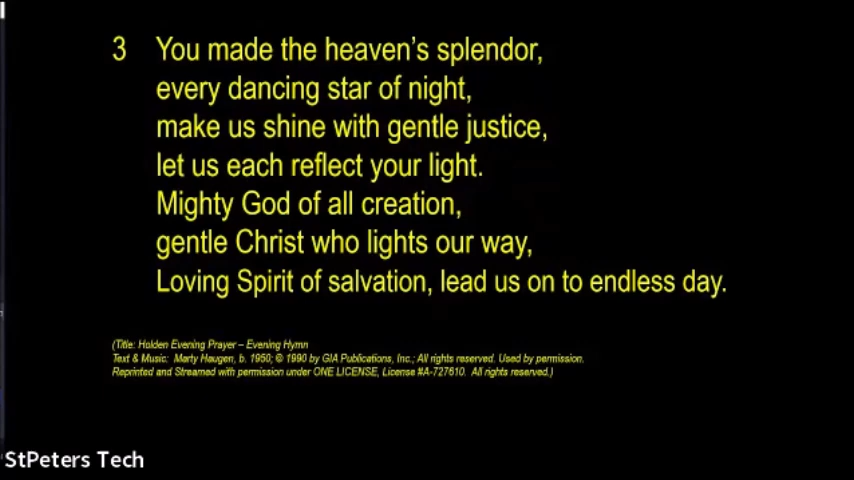 3 You made the heaven's splendor,
every dancing star of night,
make us shine with gentle justice,
let us each reflect your light.
Mighty God of all creation,
gentle Christ who lights our way,
Loving Spirit of salvation, lead us on to endless day.
(Title: Holden Evening Prayer – Evening Hymn
Text & Music: Marty Haugen, b. 1950; © 1990 by GIA Publications, Inc.; All rights reserved. Used by permission.
Reprinted and Streamed with permission under ONE LICENSE, License #A-727610. All rights reserved.)
StPeters Tech